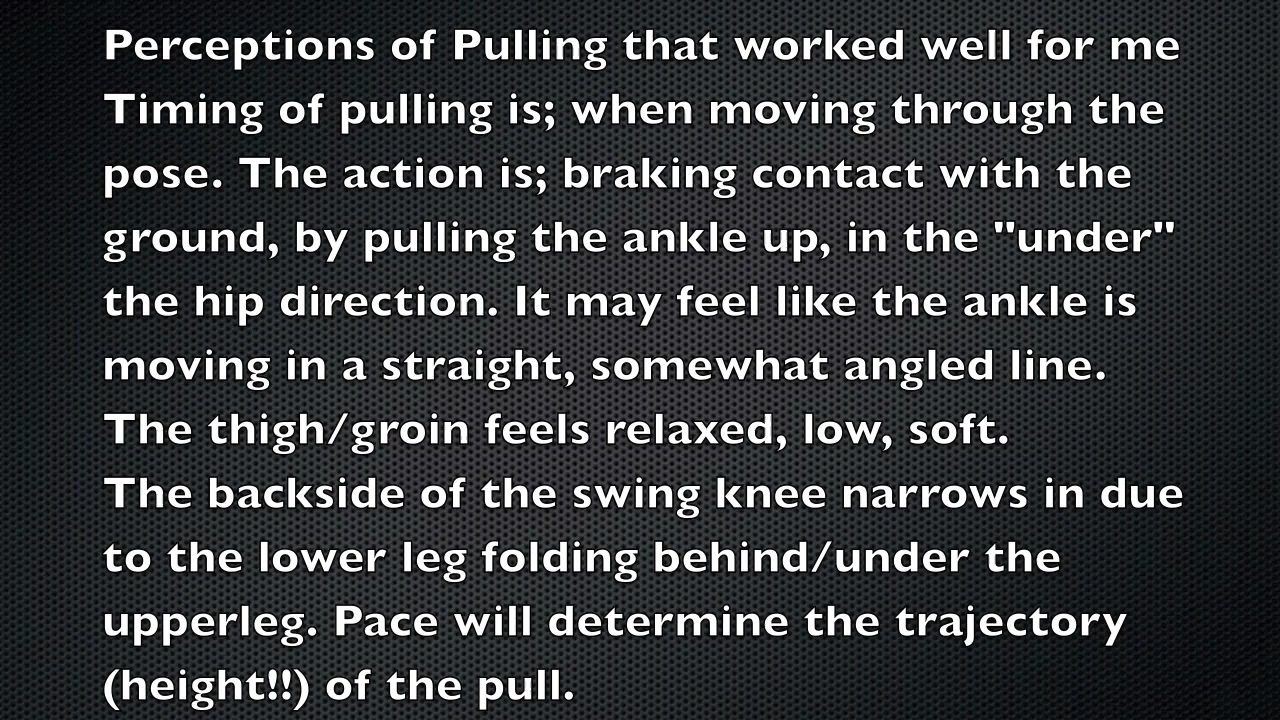 Perceptions of Pulling that worked well for me
Timing of pulling is; when moving through the
pose. The action is; braking contact with the
ground, by pulling the ankle up, in the "under"
the hip direction. It may feel like the ankle is
moving in a straight, somewhat angled line.
The thigh/groin feels relaxed, low, soft.
The backside of the swing knee narrows in due
to the lower leg folding behind/under the
upperleg. Pace will determine the trajectory
(height!!) of the pull.